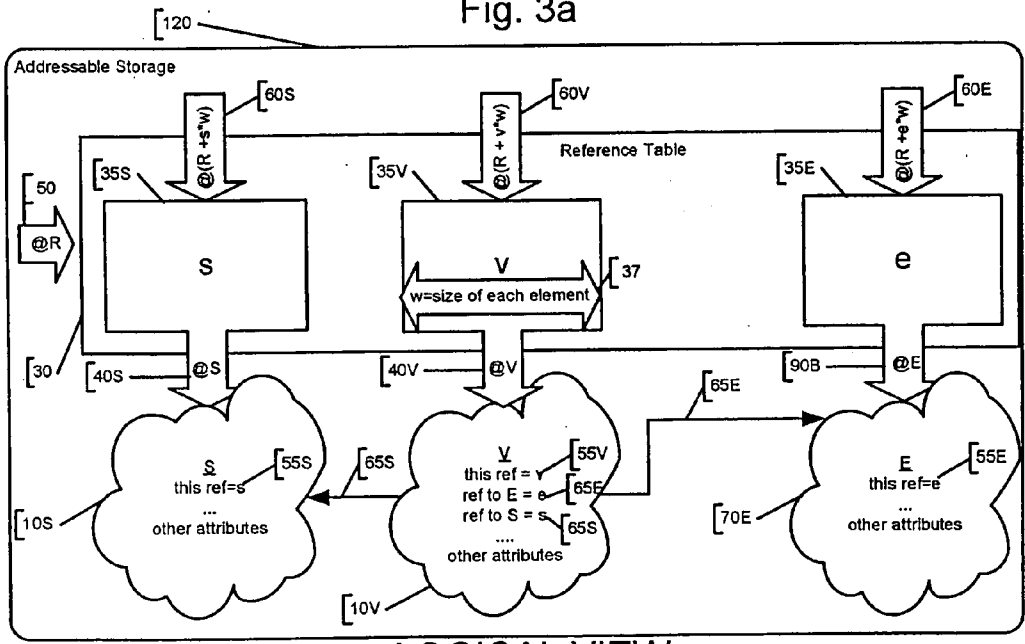 Fig. 3a
120
Addressable Storage
60S
60V
60E
@(R +s*w)
@(R + v*w)
@(R +e*w)
Reference Table
35S
35V
35E
50
@R
S
V
e
37
w=size of each element
30
40S
@S
40V
@V
90B
@E
65E
S
this ref=s
55S
...
other attributes
65S
V
this ref = v
55V
ref to E = e
65E
ref to S = s
65S
....
other attributes
E
this ref=e
55E
...
other attributes
10S
70E
10V
LOGICAL VIEW